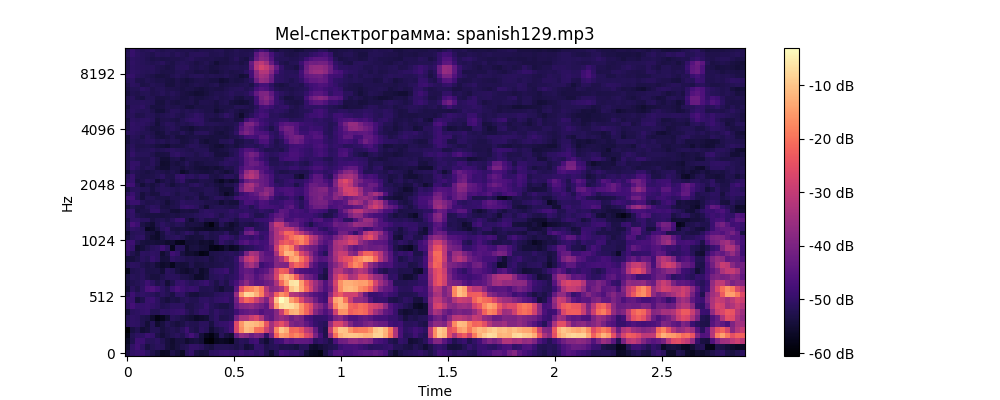 Mel-спектрограмма: spanish129.mp3
8192
4096
2048
1024
512
0
Hz
0 0.5 1 1.5 2 2.5
Time
-10 dB
-20 dB
-30 dB
-40 dB
-50 dB
-60 dB